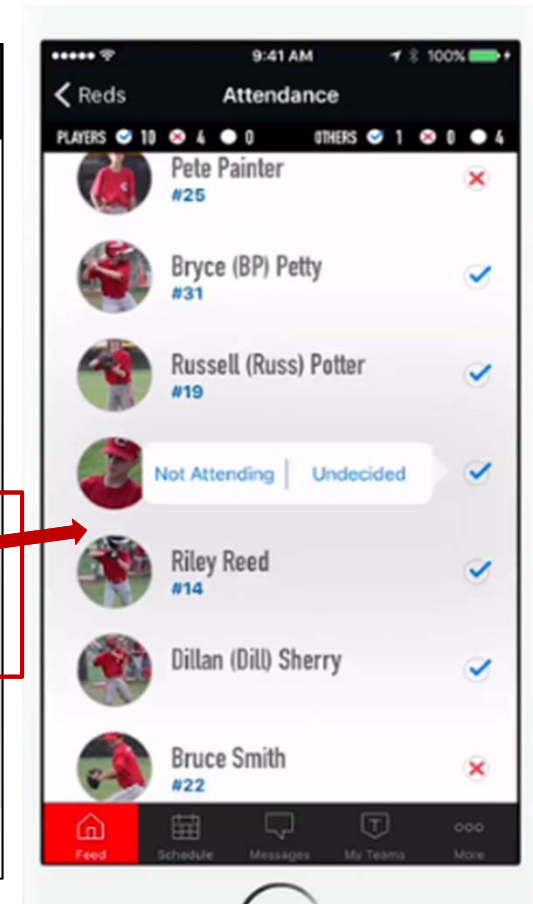 9:41 AM 100%
Reds Attendance
PLAYERS 10 4 0 OTHERS 1 0 4
Pete Painter
#25
Bryce (BP) Petty
#31
Russell (Russ) Potter
#19
Not Attending Undecided
Riley Reed
#14
Dillan (Dill) Sherry
Bruce Smith
#22
Feed Schedule Messages My Teams More